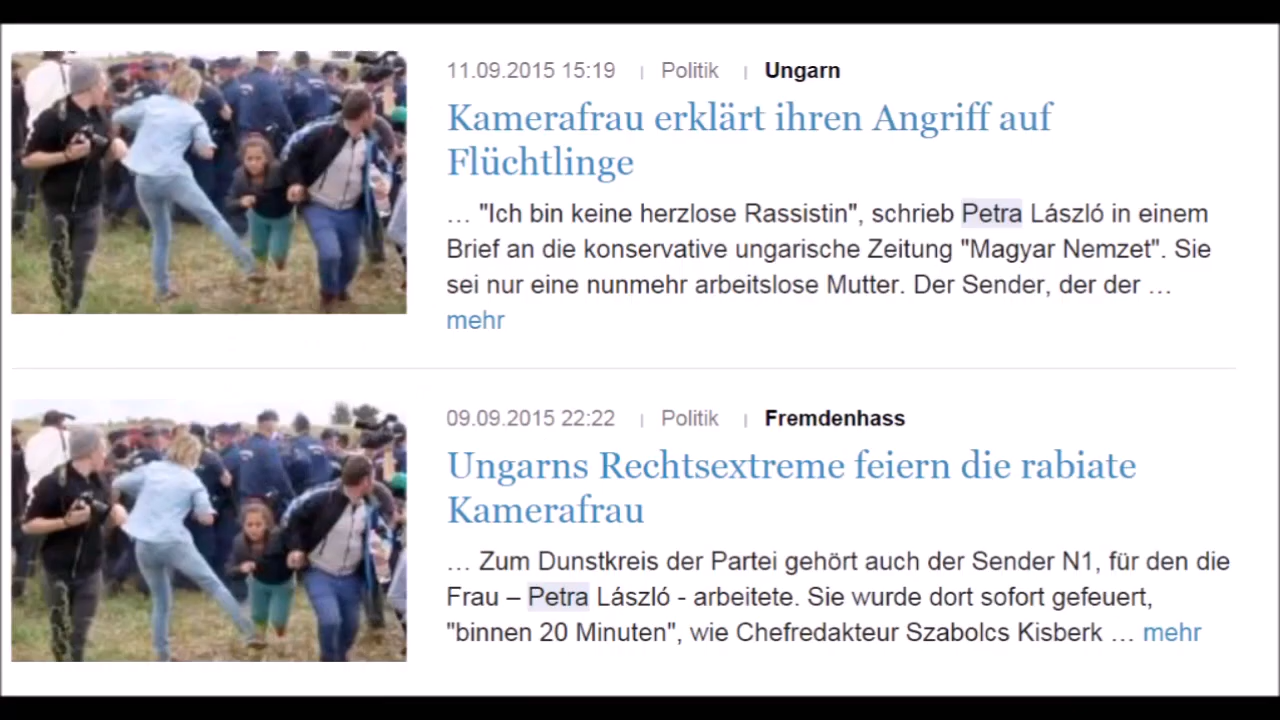 11.09.2015 15:19 | Politik | Ungarn
Kamerafrau erklärt ihren Angriff auf
Flüchtlinge
... "Ich bin keine herzlose Rassistin", schrieb Petra László in einem
Brief an die konservative ungarische Zeitung "Magyar Nemzet". Sie
sei nur eine nunmehr arbeitslose Mutter. Der Sender, der der ...
mehr
09.09.2015 22:22 | Politik | Fremdenhass
Ungarns Rechtsextreme feiern die rabiate
Kamerafrau
... Zum Dunstkreis der Partei gehört auch der Sender N1, für den die
Frau – Petra László - arbeitete. Sie wurde dort sofort gefeuert,
"binnen 20 Minuten", wie Chefredakteur Szabolcs Kisberk ... mehr